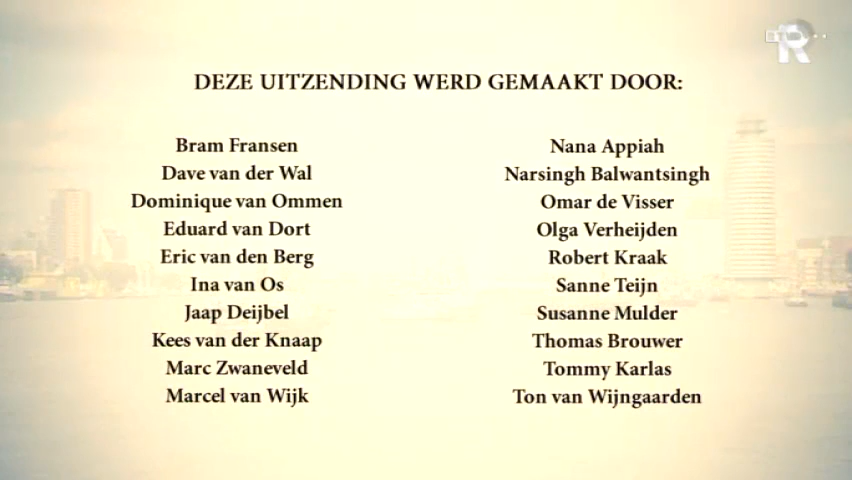 DEZE UITZENDING WERD GEMAAKT DOOR:
Bram Fransen
Dave van der Wal
Dominique van Ommen
Eduard van Dort
Eric van den Berg
Ina van Os
Jaap Deijbel
Kees van der Knaap
Marc Zwaneveld
Marcel van Wijk
Nana Appiah
Narsingh Balwantsingh
Omar de Visser
Olga Verheijden
Robert Kraak
Sanne Teijn
Susanne Mulder
Thomas Brouwer
Tommy Karlas
Ton van Wijngaarden